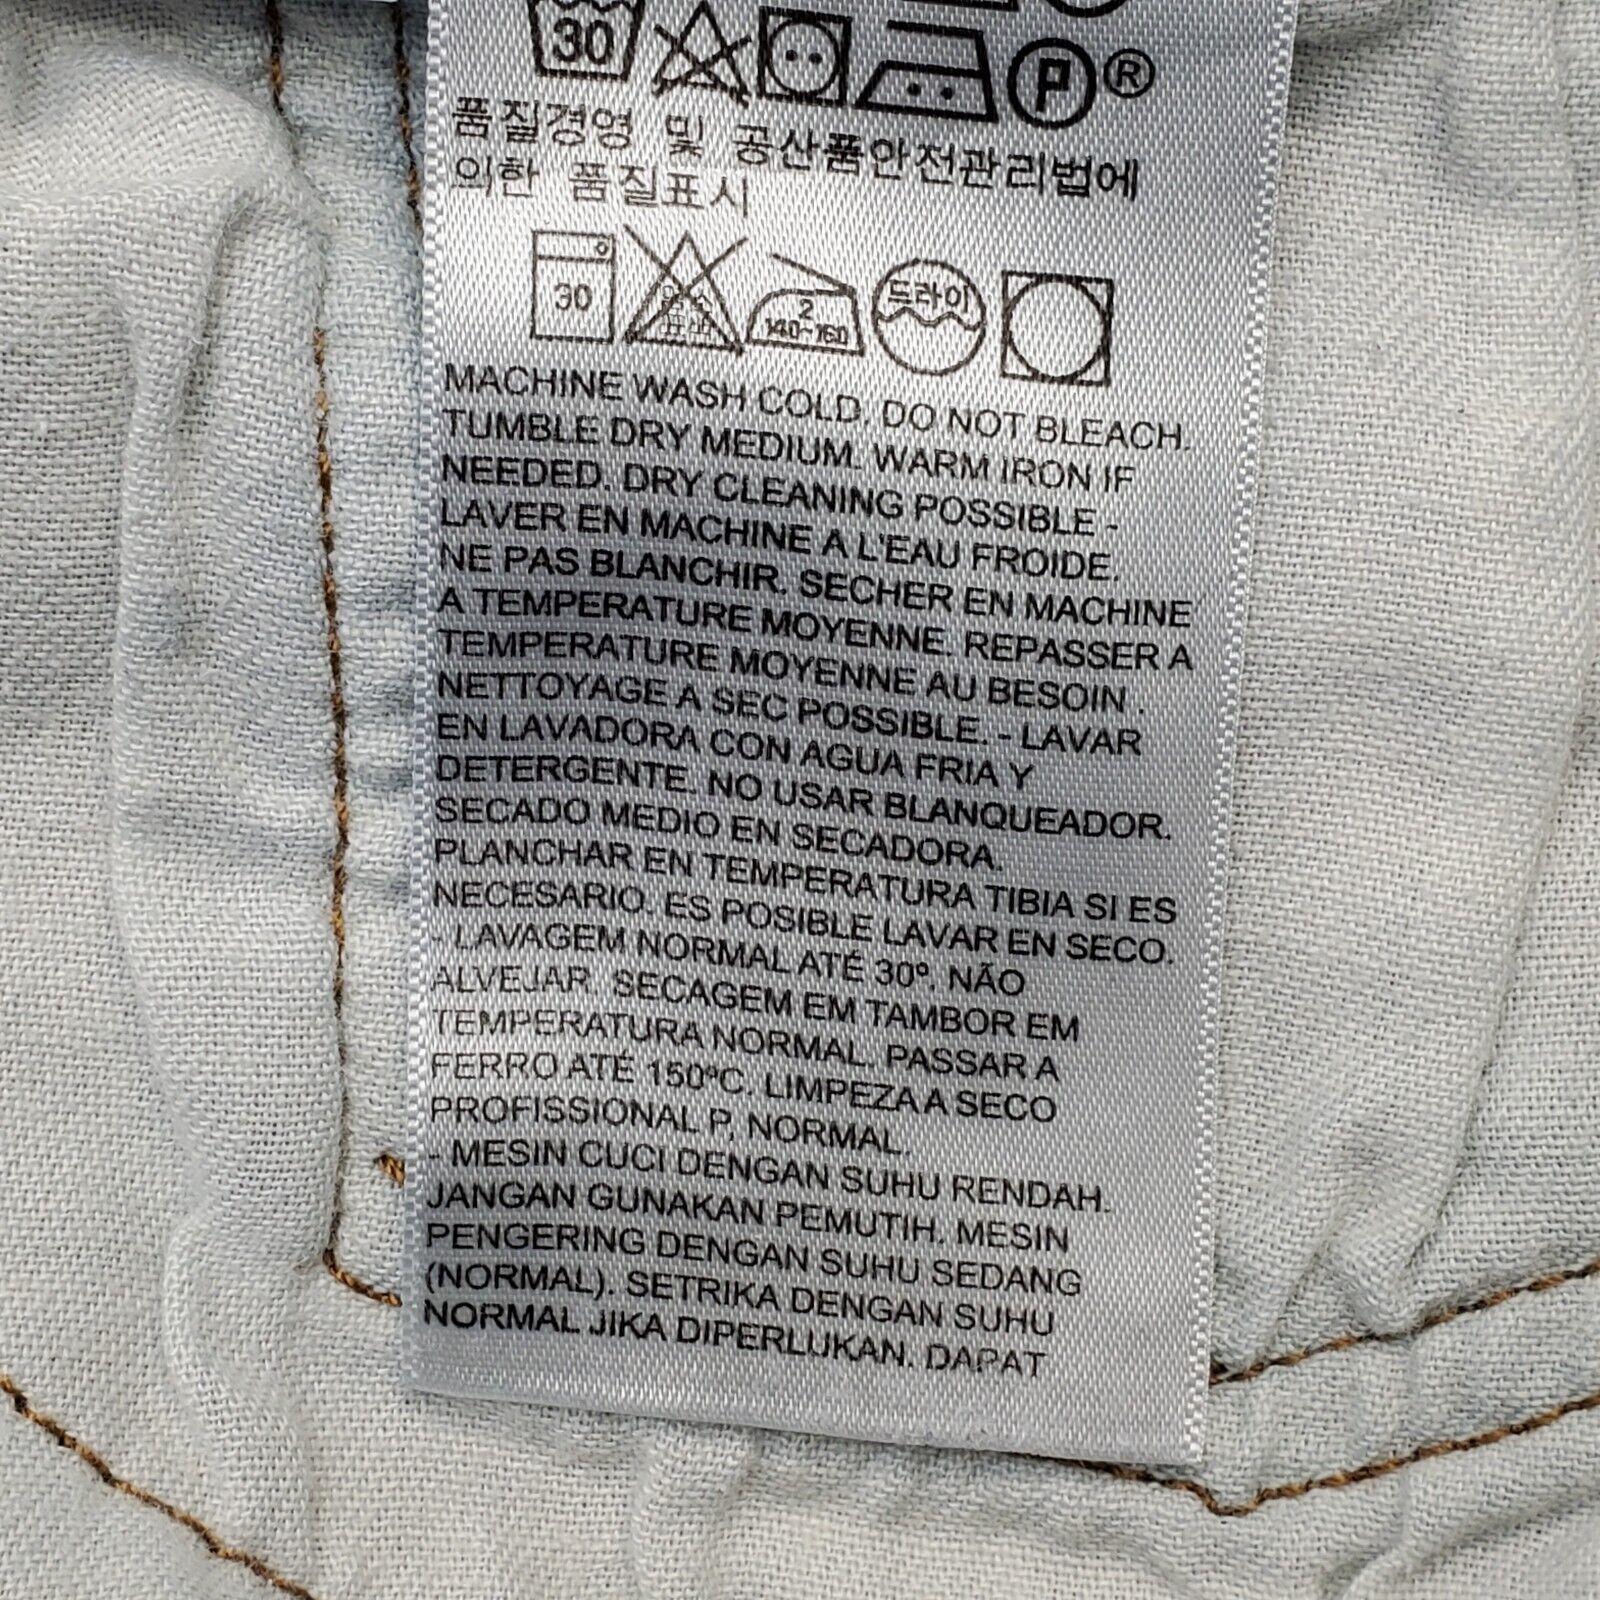 30 P ®
품질경영 및 공산품안전관리법에
의한 품질표시
30 2 140~160 드라이
MACHINE WASH COLD. DO NOT BLEACH.
TUMBLE DRY MEDIUM. WARM IRON IF
NEEDED. DRY CLEANING POSSIBLE -
LAVER EN MACHINE A L'EAU FROIDE.
NE PAS BLANCHIR. SECHER EN MACHINE
A TEMPERATURE MOYENNE. REPASSER A
TEMPERATURE MOYENNE AU BESOIN .
NETTOYAGE A SEC POSSIBLE. - LAVAR
EN LAVADORA CON AGUA FRIA Y
DETERGENTE. NO USAR BLANQUEADOR.
SECADO MEDIO EN SECADORA.
PLANCHAR EN TEMPERATURA TIBIA SI ES
NECESARIO. ES POSIBLE LAVAR EN SECO.
- LAVAGEM NORMAL ATÉ 30º. NÃO
ALVEJAR. SECAGEM EM TAMBOR EM
TEMPERATURA NORMAL. PASSAR A
FERRO ATÉ 150ºC. LIMPEZA A SECO
PROFISSIONAL P, NORMAL.
- MESIN CUCI DENGAN SUHU RENDAH.
JANGAN GUNAKAN PEMUTIH. MESIN
PENGERING DENGAN SUHU SEDANG
(NORMAL). SETRIKA DENGAN SUHU
NORMAL JIKA DIPERLUKAN. DAPAT